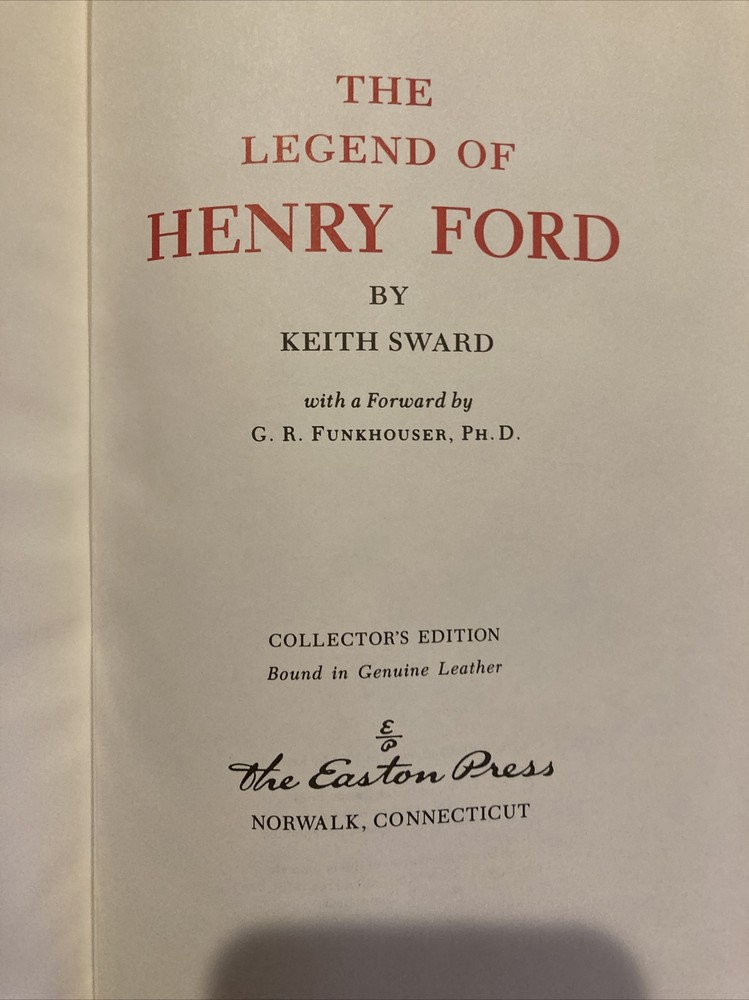 THE
LEGEND OF
HENRY FORD
BY
KEITH SWARD
with a Forward by
G. R. FUNKHOUSER, PH.D.
COLLECTOR'S EDITION
Bound in Genuine Leather
E
P
The Easton Press
NORWALK, CONNECTICUT